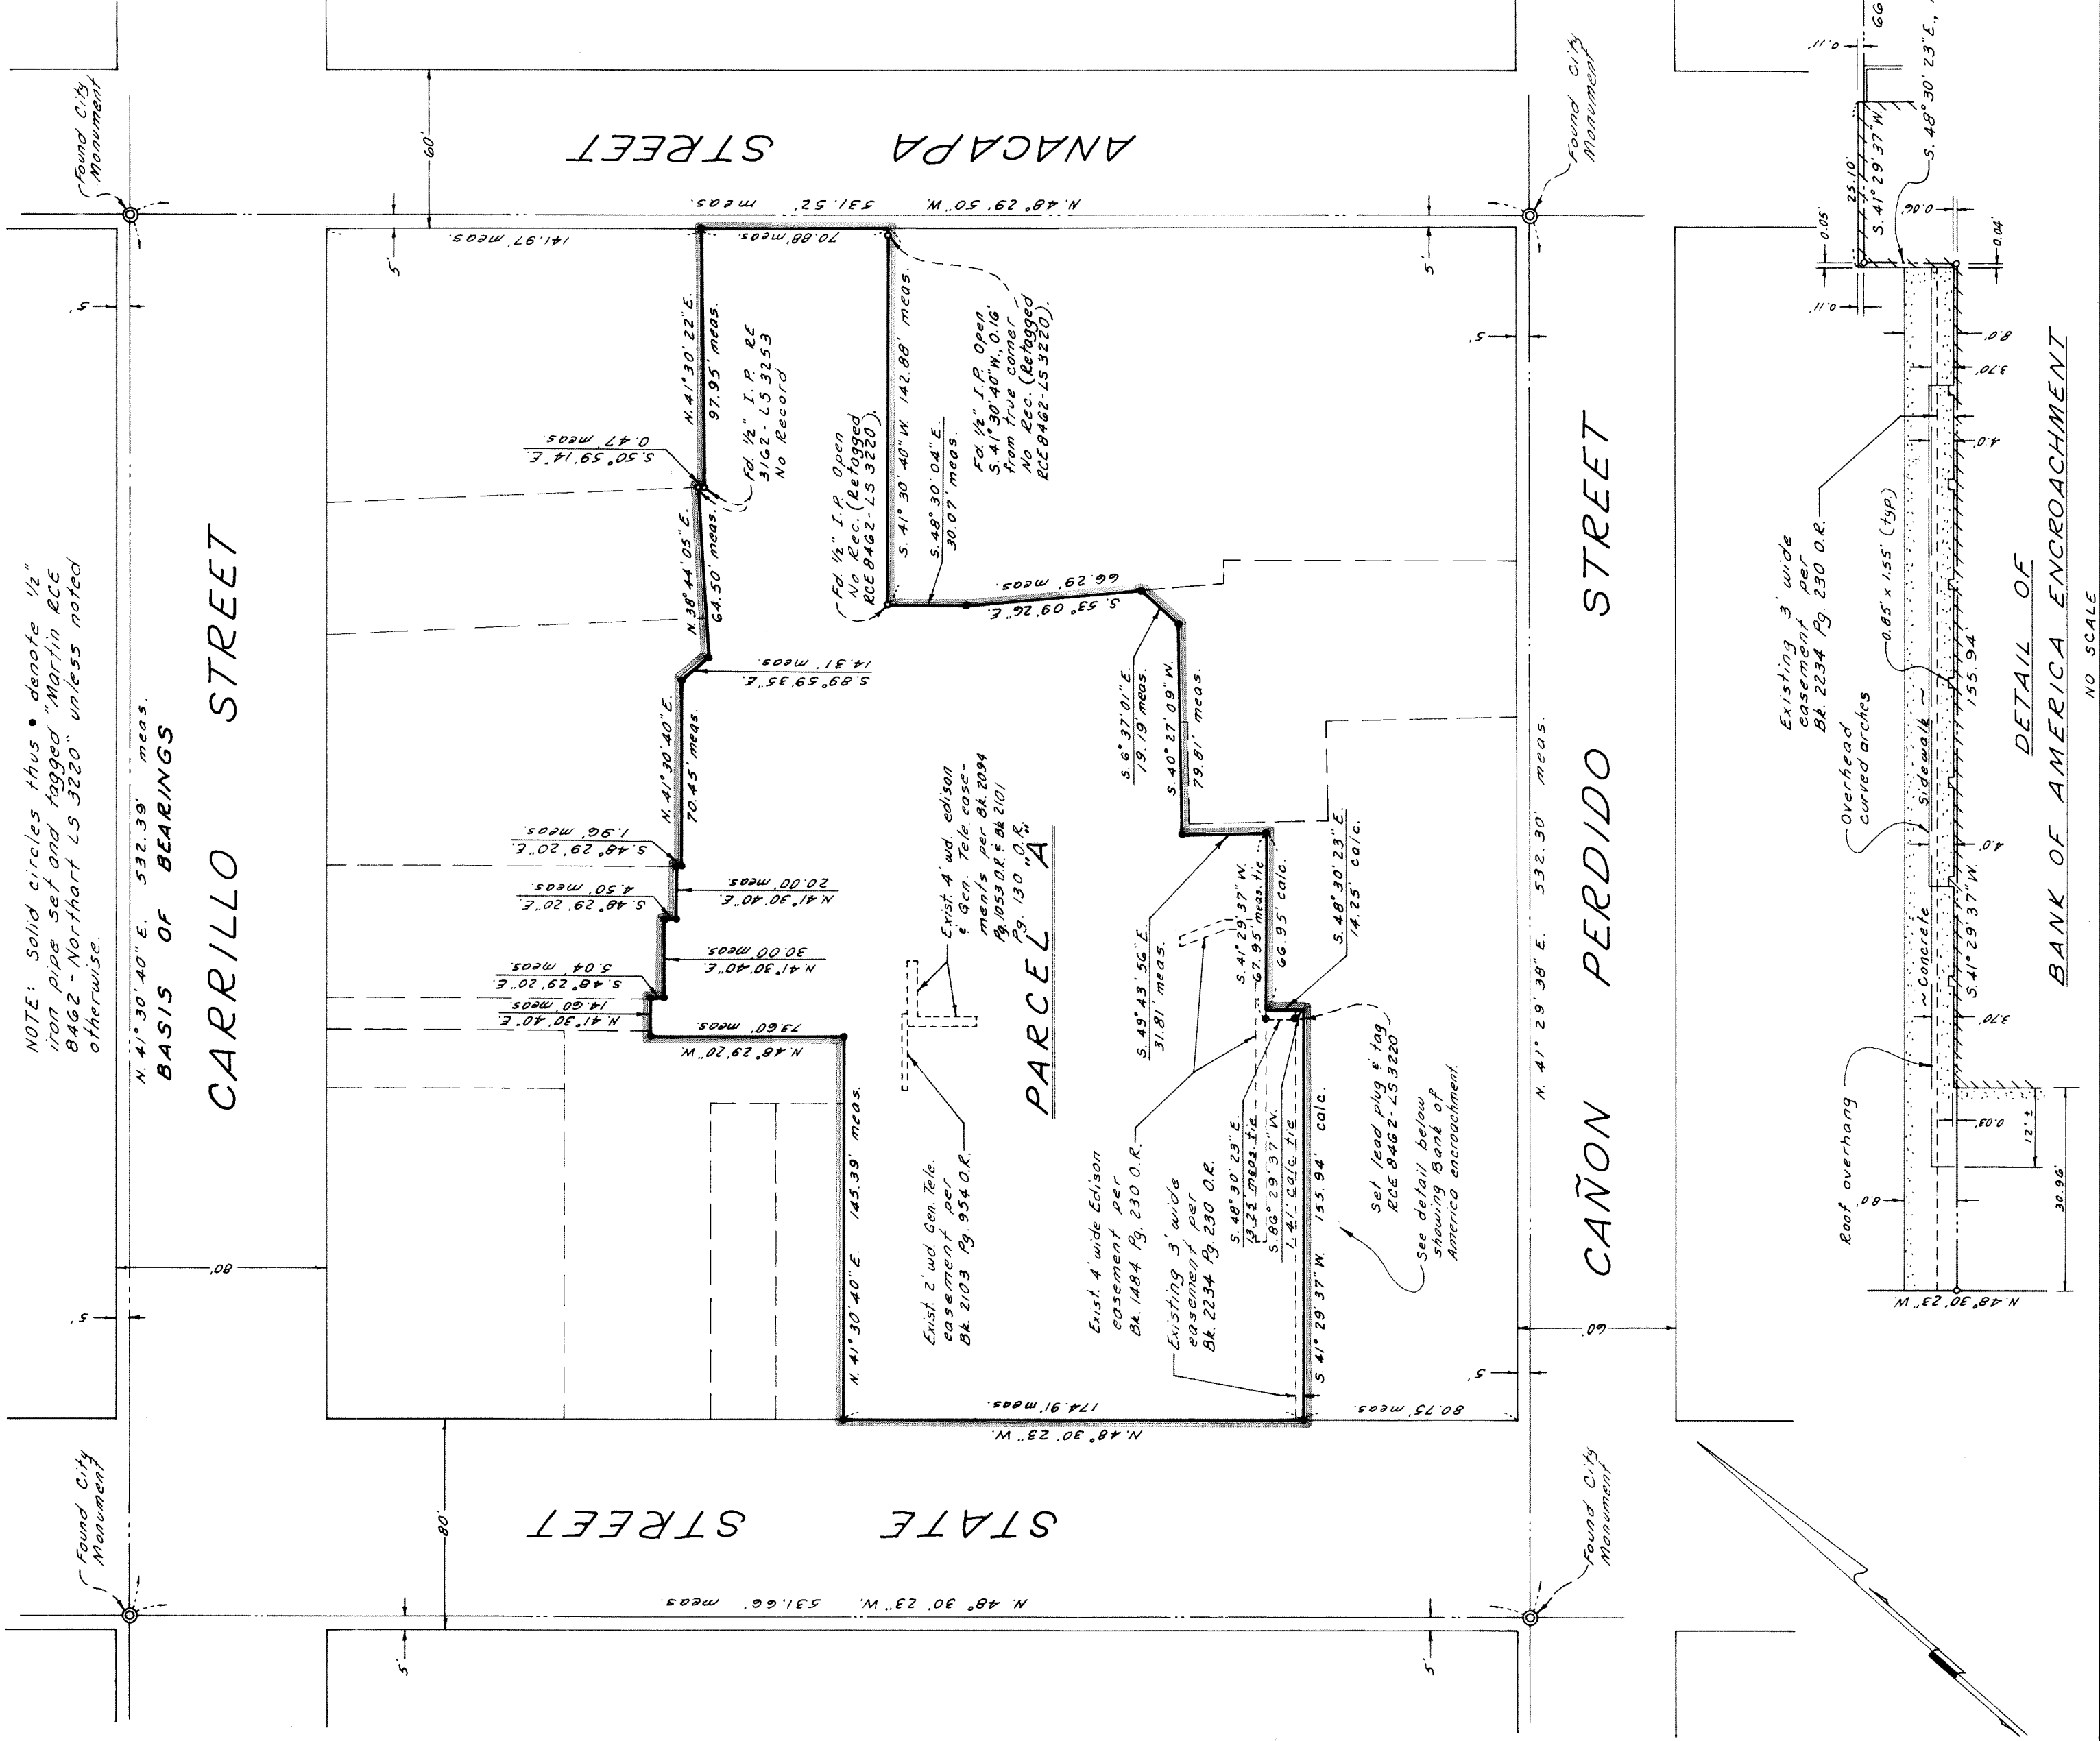 NOTE: Solid circles thus • denote ½"
iron pipe set and tagged "Martin RCE
8462 - Northart LS 3220" unless noted
otherwise.
N. 41° 30' 40" E. 532.39' meas.
BASIS OF BEARINGS
CARRILLO STREET
Found City
Monument
Found City
Monument
Found City
Monument
Found City
Monument
5'
5'
80'
80'
5'
5'
STATE STREET
N. 48° 30' 23" W. 531.66' meas.
ANACAPA STREET
N. 48° 29' 50" W. 531.52' meas.
60'
5'
5'
141.97' meas.
70.88' meas.
N. 41° 30' 22" E.
97.95' meas.
Fd. ½" I.P. RE
3162 - LS 3253
No Record
S. 50° 59' 14" E.
0.47' meas.
N. 38° 44' 05" E.
64.50' meas.
S. 89° 59' 35" E.
14.31' meas.
N. 41° 30' 40" E.
70.45' meas.
S. 48° 29' 20" E.
1.96' meas.
N. 41° 30' 40" E.
20.00' meas.
S. 48° 29' 20" E.
4.50' meas.
N. 41° 30' 40" E.
30.00' meas.
S. 48° 29' 20" E.
5.04' meas.
N. 41° 30' 40" E.
14.60' meas.
N. 48° 29' 20" W.
73.60' meas.
N. 41° 30' 40" E. 145.39' meas.
N. 48° 30' 23" W.
174.91' meas.
80.75' meas.
Fd. ½" I.P. Open
No Rec. (Retagged
RCE 8462 - LS 3220).
S. 41° 30' 40" W. 142.88' meas.
S. 48° 30' 04" E.
30.07' meas.
Fd. ½" I.P. Open
S. 41° 30' 40" W., 0.16'
from true corner
No Rec. (Retagged
RCE 8462 - LS 3220).
S. 53° 09' 26" E.
66.29' meas.
S. 6° 37' 01" E.
19.19' meas.
S. 40° 27' 09" W.
79.81' meas.
Exist. 4' wd. edison
& Gen. Tele. ease-
ments per Bk. 2094
Pg. 1053 O.R. & Bk. 2101
Pg. 130 O.R.
PARCEL "A"
Exist. 2' wd. Gen. Tele.
easement per
Bk. 2103 Pg. 954 O.R.
S. 49° 43' 56" E.
31.81' meas.
S. 41° 29' 37" W.
67.95' meas. tie
66.95' calc.
S. 48° 30' 23" E.
14.25' calc.
Exist. 4' wide Edison
easement per
Bk. 1484 Pg. 230 O.R.
Existing 3' wide
easement per
Bk. 2234 Pg. 230 O.R.
S. 48° 30' 23" E.
13.25' meas. tie
S. 86° 29' 37" W.
1.41' calc. tie
S. 41° 29' 37" W. 155.94' calc.
Set lead plug & tag
RCE 8462 - LS 3220
See detail below
showing Bank of
America encroachment.
N. 41° 29' 38" E. 532.30' meas.
5'
5'
60'
CAÑON PERDIDO STREET
Existing 3' wide
easement per
Bk. 2234 Pg. 230 O.R.
Overhead
curved arches
Roof overhang
0.85' x 1.55' (typ.)
~ Concrete Sidewalk ~
S. 41° 29' 37" W. 155.94'
N. 48° 30' 23" W.
8.0'
30.96'
12' ±
0.03'
3.70'
4.0'
4.0'
3.70'
8.0'
0.11'
0.05'
0.04'
0.06'
25.10'
S. 41° 29' 37" W.
S. 48° 30' 23" E.,
0.11'
66
DETAIL OF
BANK OF AMERICA ENCROACHMENT
NO SCALE